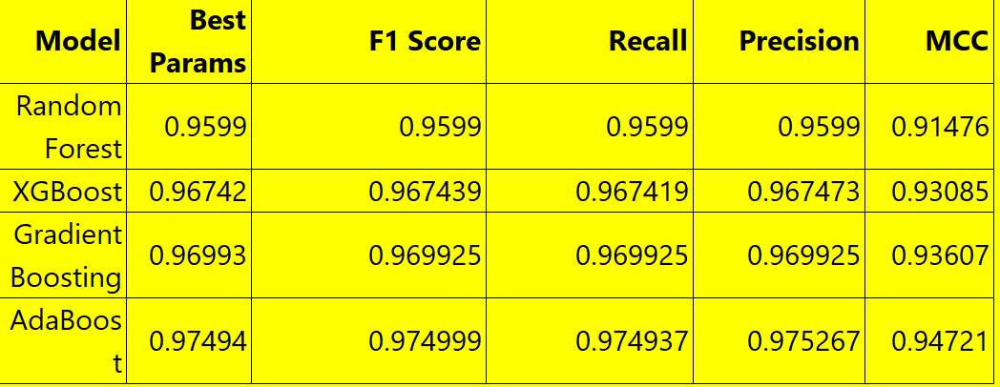 Model Best Params F1 Score Recall Precision MCC
Random Forest 0.9599 0.9599 0.9599 0.9599 0.91476
XGBoost 0.96742 0.967439 0.967419 0.967473 0.93085
Gradient Boosting 0.96993 0.969925 0.969925 0.969925 0.93607
AdaBoost 0.97494 0.974999 0.974937 0.975267 0.94721